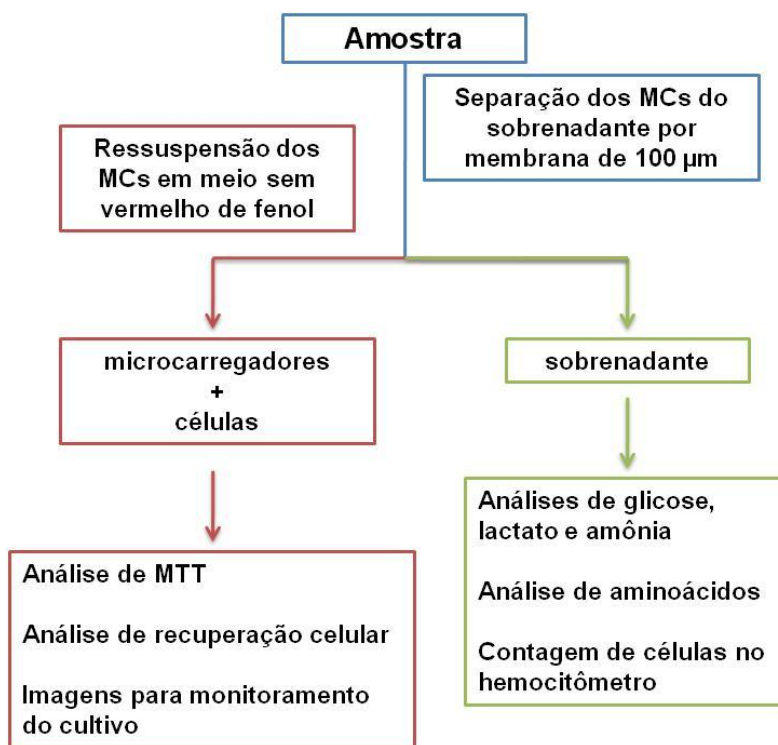 Amostra
Separação dos MCs do
sobrenadante por
membrana de 100 µm
Ressuspensão dos
MCs em meio sem
vermelho de fenol
microcarregadores
+
células
sobrenadante
Análise de MTT
Análise de recuperação celular
Imagens para monitoramento
do cultivo
Análises de glicose,
lactato e amônia
Análise de aminoácidos
Contagem de células no
hemocitômetro